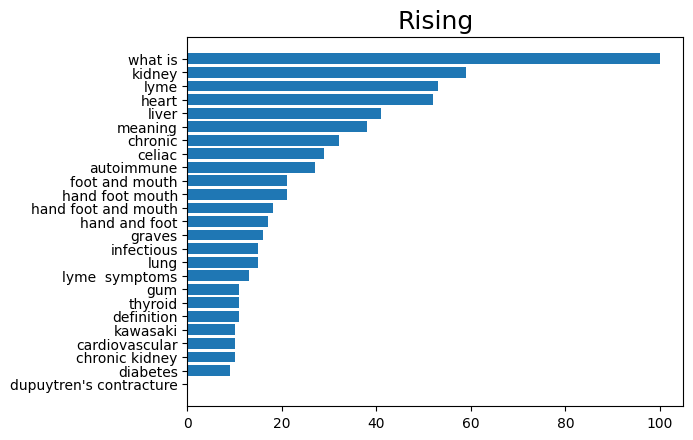 Rising
what is
kidney
lyme
heart
liver
meaning
chronic
celiac
autoimmune
foot and mouth
hand foot mouth
hand foot and mouth
hand and foot
graves
infectious
lung
lyme  symptoms
gum
thyroid
definition
kawasaki
cardiovascular
chronic kidney
diabetes
dupuytren's contracture
0 20 40 60 80 100